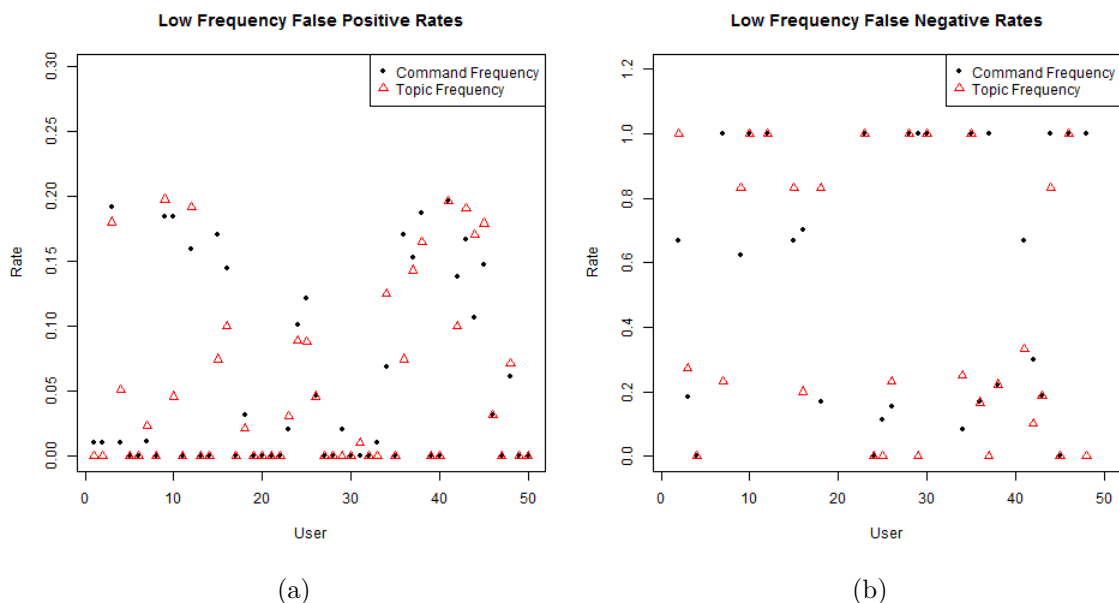 Low Frequency False Positive Rates
0.30
0.25
0.20
0.15
0.10
0.05
0.00
Rate
Command Frequency
Topic Frequency
0 10 20 30 40 50
User
(a)
Low Frequency False Negative Rates
1.2
1.0
0.8
0.6
0.4
0.2
0.0
Rate
Command Frequency
Topic Frequency
0 10 20 30 40 50
User
(b)